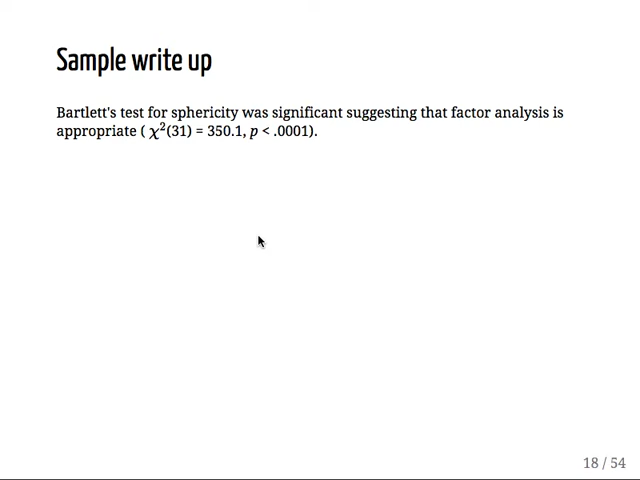 Sample write up
Bartlett's test for sphericity was significant suggesting that factor analysis is
appropriate ( χ²(31) = 350.1, p < .0001).
18 / 54